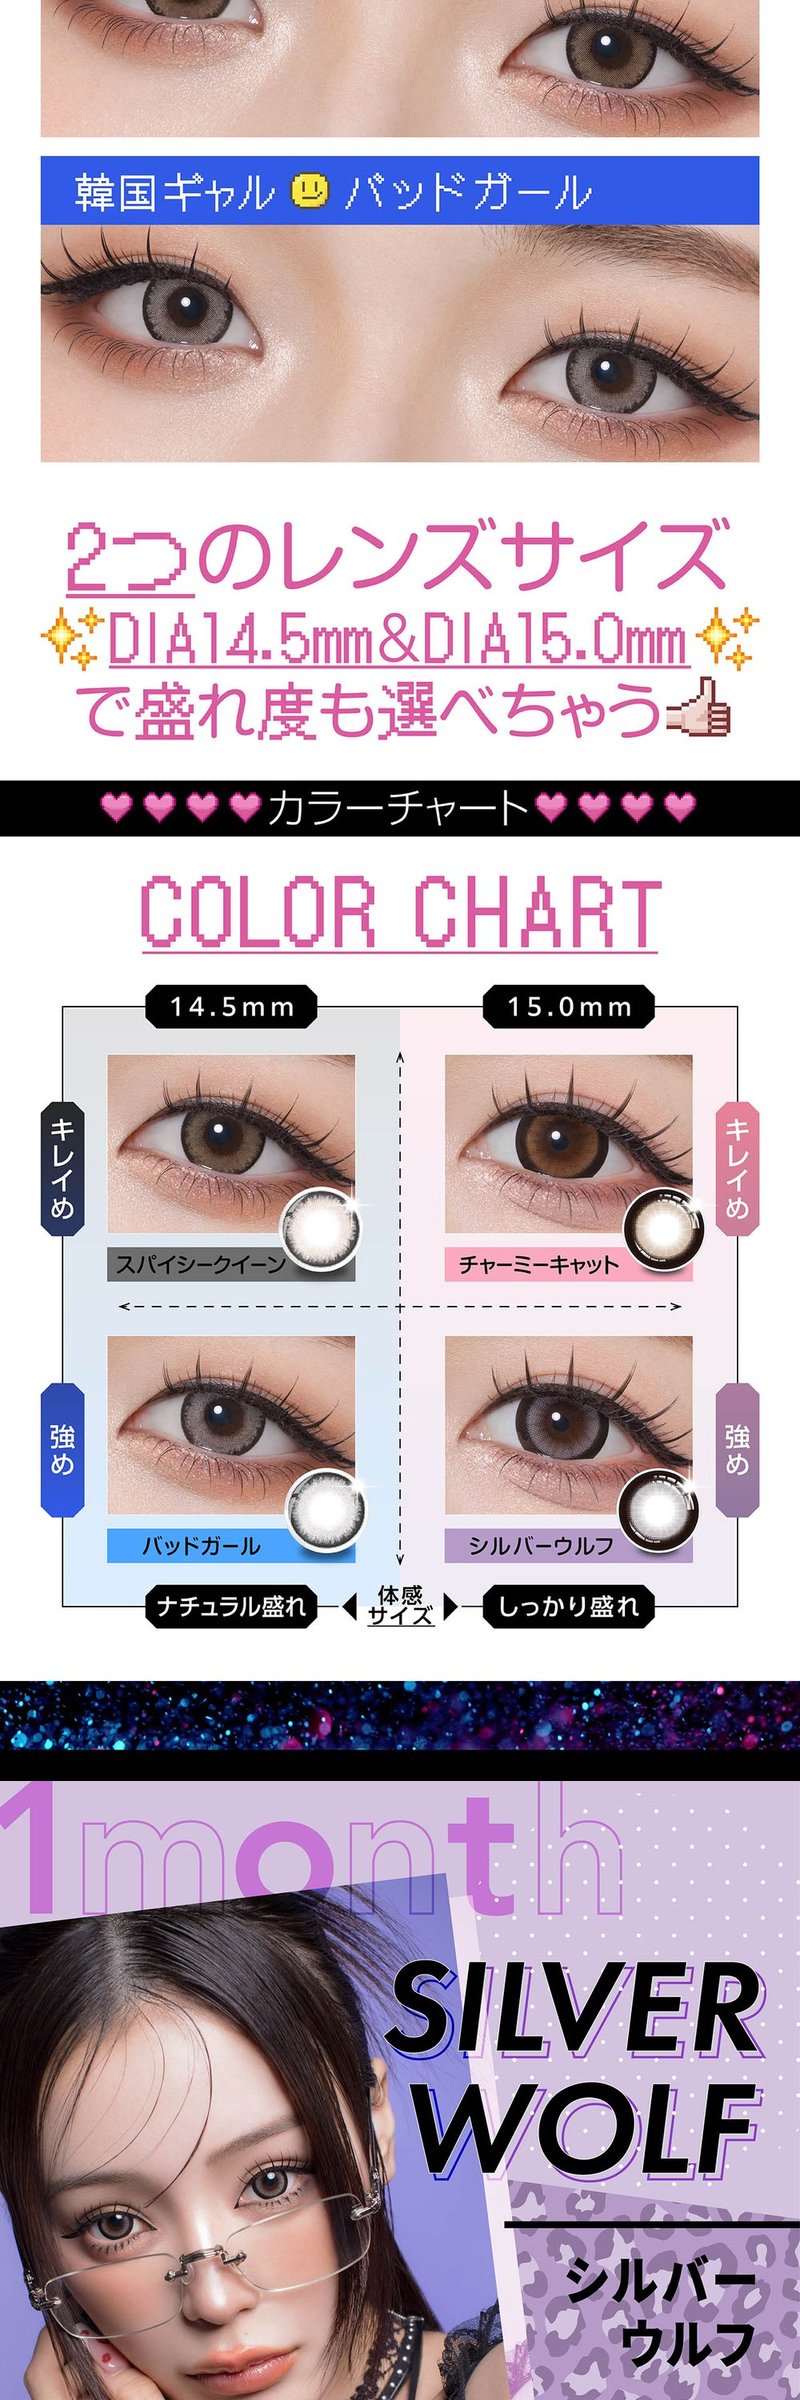 韓国ギャル バッドガール
2つのレンズサイズ
DIA14.5mm&DIA15.0mm
で盛れ度も選べちゃう
カラーチャート
COLOR CHART
14.5mm
15.0mm
キレイめ
キレイめ
スパイシークイーン
チャーミーキャット
強め
強め
バッドガール
シルバーウルフ
ナチュラル盛れ
体感
サイズ
しっかり盛れ
1month
SILVER
WOLF
シルバー
ウルフ